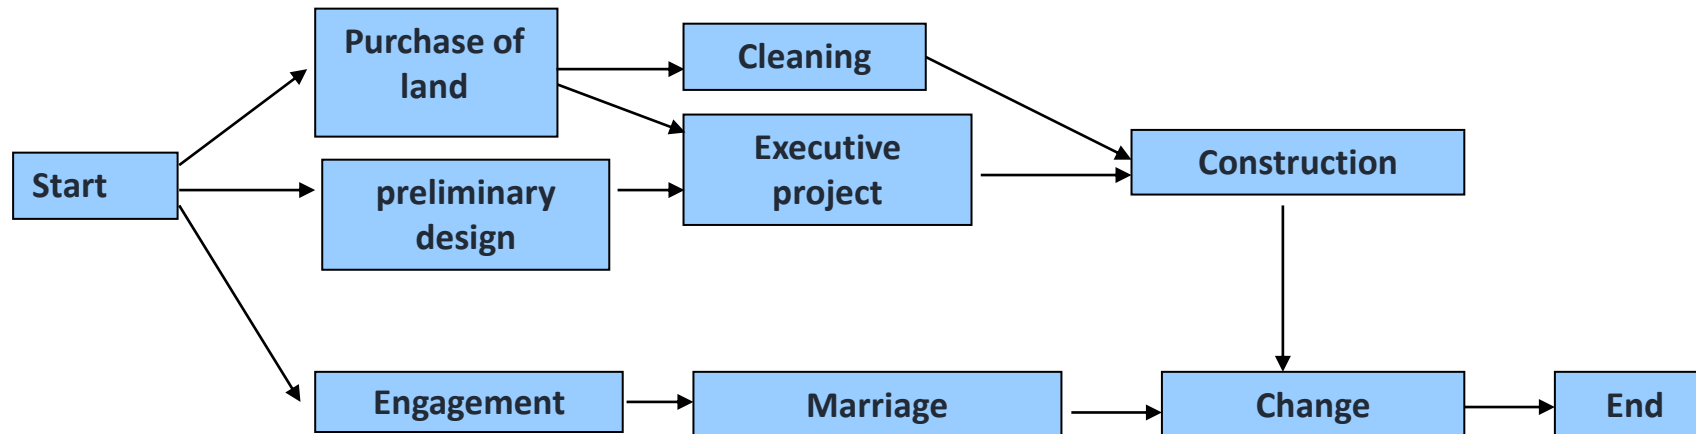 Purchase of
land
Cleaning
Start
preliminary
design
Executive
project
Construction
Engagement
Marriage
Change
End